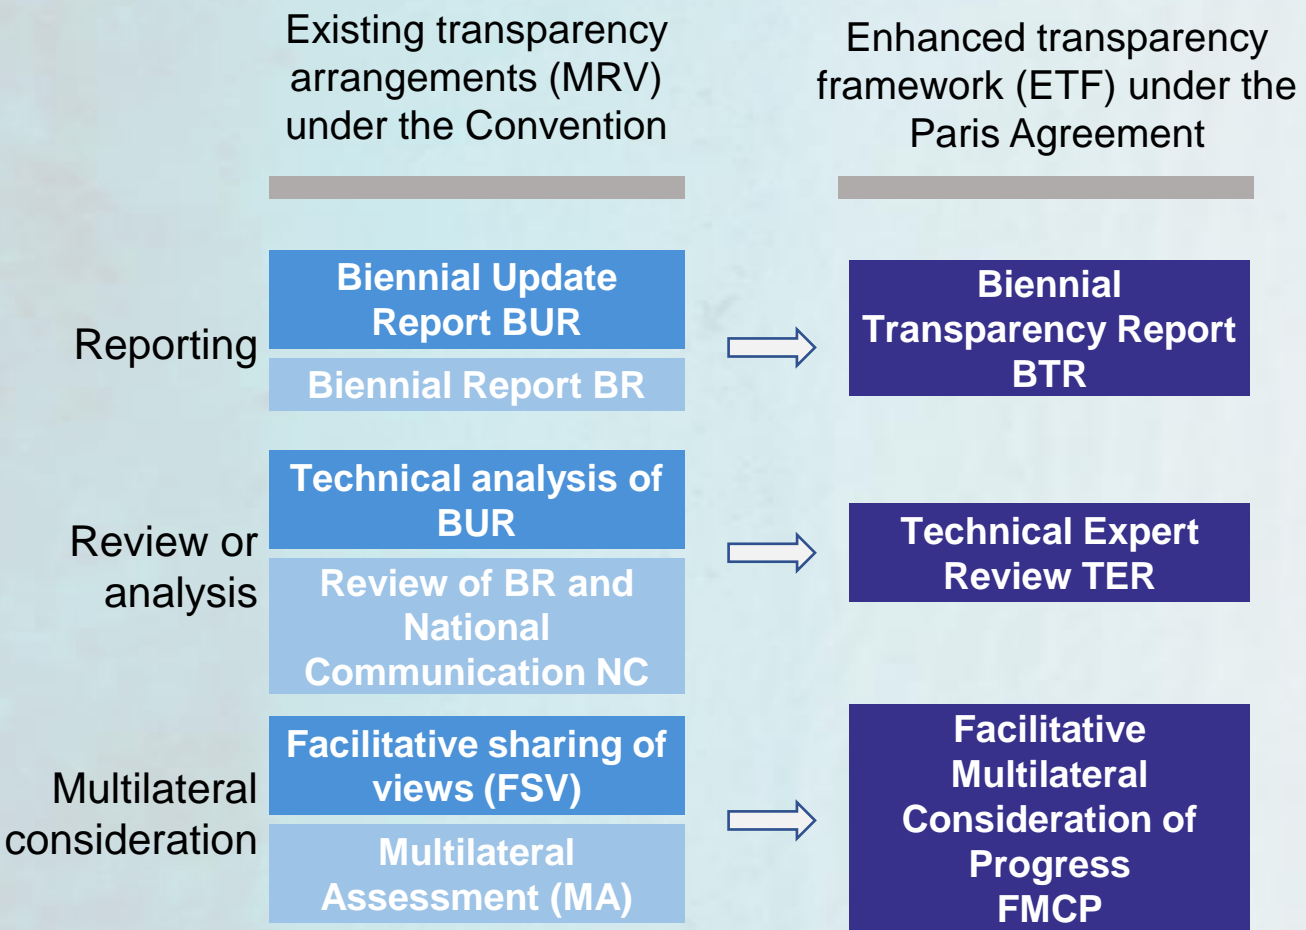 Existing transparency
arrangements (MRV)
under the Convention
Enhanced transparency
framework (ETF) under the
Paris Agreement
Reporting
Biennial Update
Report BUR
Biennial Report BR
Biennial
Transparency Report
BTR
Review or
analysis
Technical analysis of
BUR
Review of BR and
National
Communication NC
Technical Expert
Review TER
Multilateral
consideration
Facilitative sharing of
views (FSV)
Multilateral
Assessment (MA)
Facilitative
Multilateral
Consideration of
Progress
FMCP